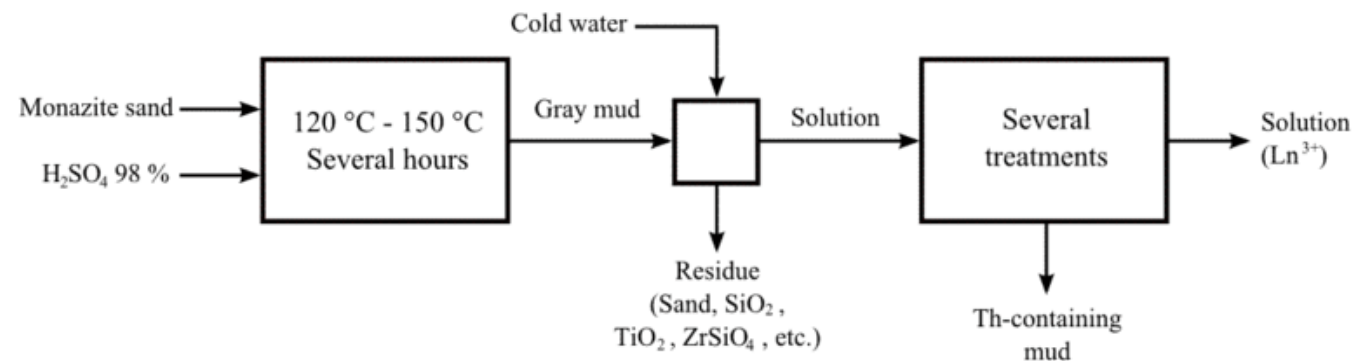 Cold water
Monazite sand
H₂SO₄ 98 %
120 °C - 150 °C
Several hours
Gray mud
Solution
Several
treatments
Solution
(Ln³⁺)
Residue
(Sand, SiO₂ ,
TiO₂ , ZrSiO₄ , etc.)
Th-containing
mud